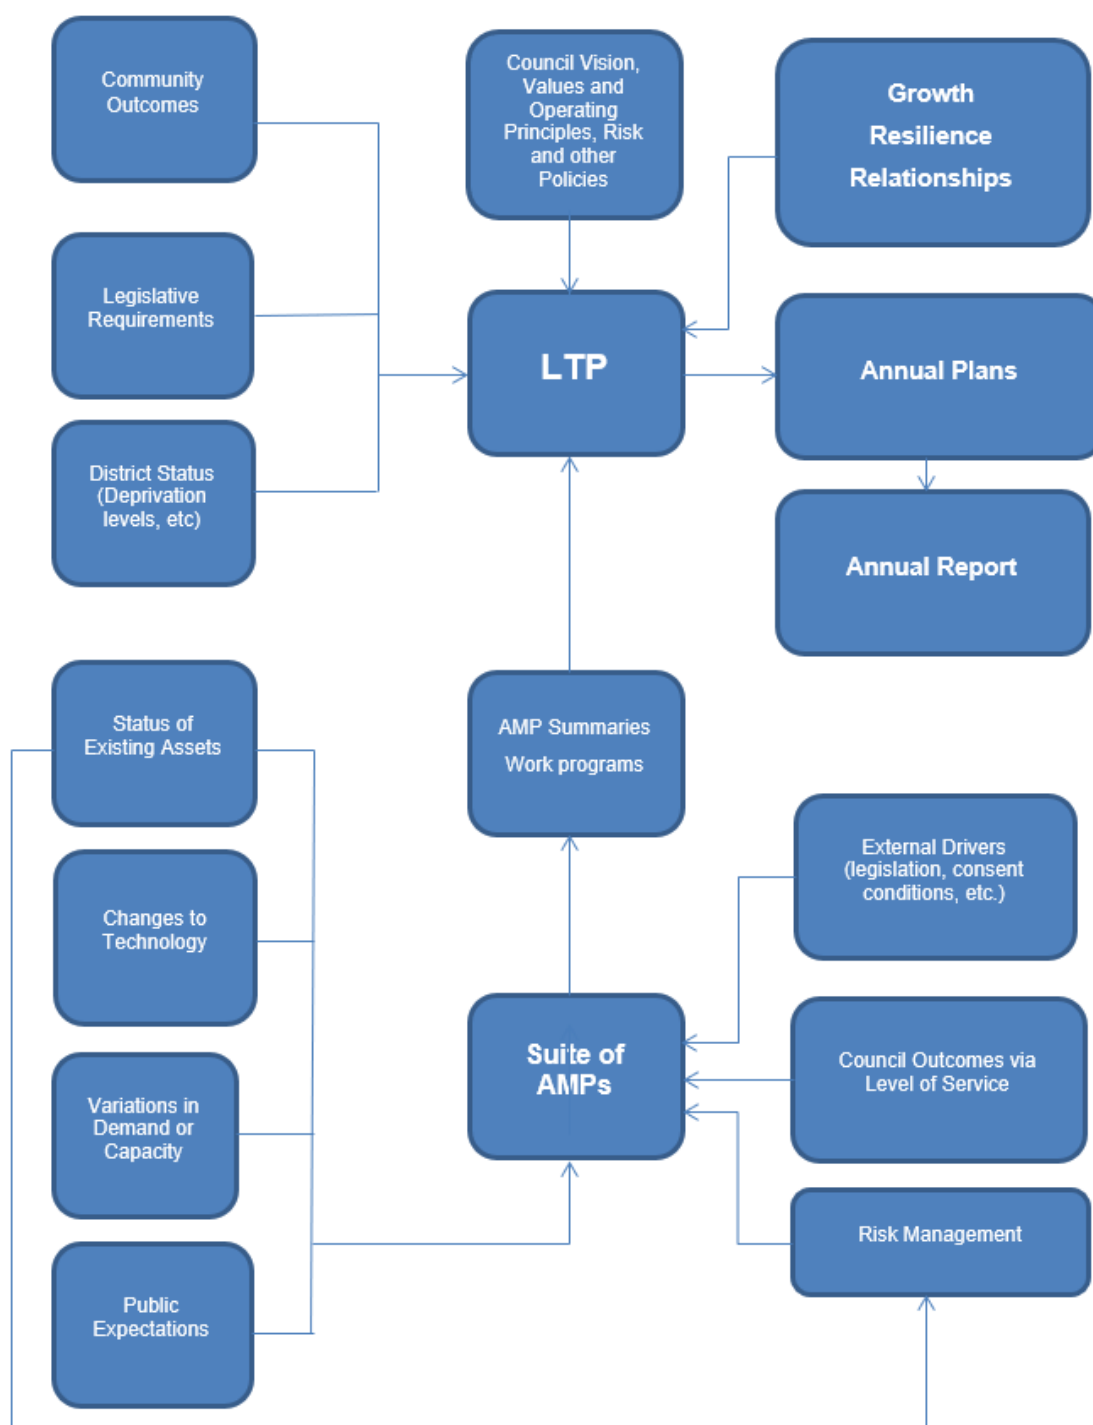 Community
Outcomes
Council Vision,
Values and
Operating
Principles, Risk
and other
Policies
Growth
Resilience
Relationships
Legislative
Requirements
LTP
Annual Plans
District Status
(Deprivation
levels, etc)
Annual Report
Status of
Existing Assets
AMP Summaries
Work programs
External Drivers
(legislation, consent
conditions, etc.)
Changes to
Technology
Suite of
AMPs
Council Outcomes via
Level of Service
Variations in
Demand or
Capacity
Risk Management
Public
Expectations